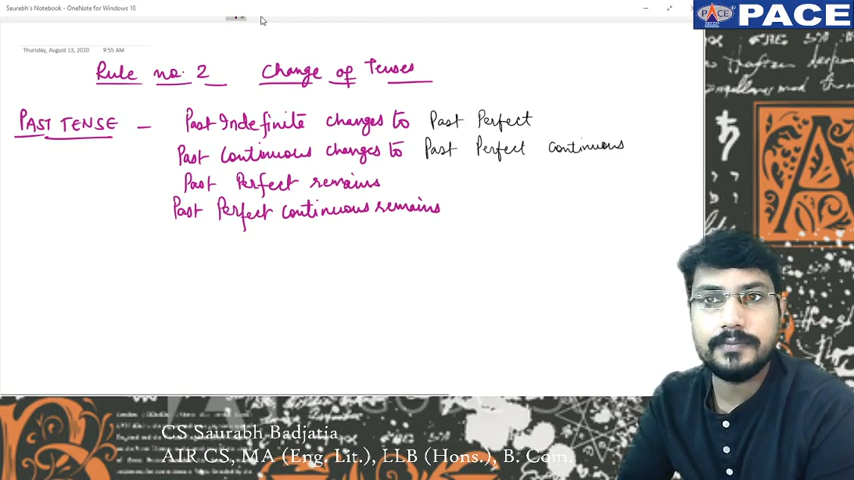 Saurabh's Notebook - OneNote for Windows 10
PACE
Thursday, August 13, 2020 9:55 AM
Rule no. 2 Change of Tenses
PAST TENSE - Past Indefinite changes to Past Perfect
Past Continuous changes to Past Perfect continuous
Past Perfect remains
Past Perfect continuous remains
CS Saurabh Badjatia
AIR CS, MA (Eng. Lit.), LLB (Hons.), B. Com.